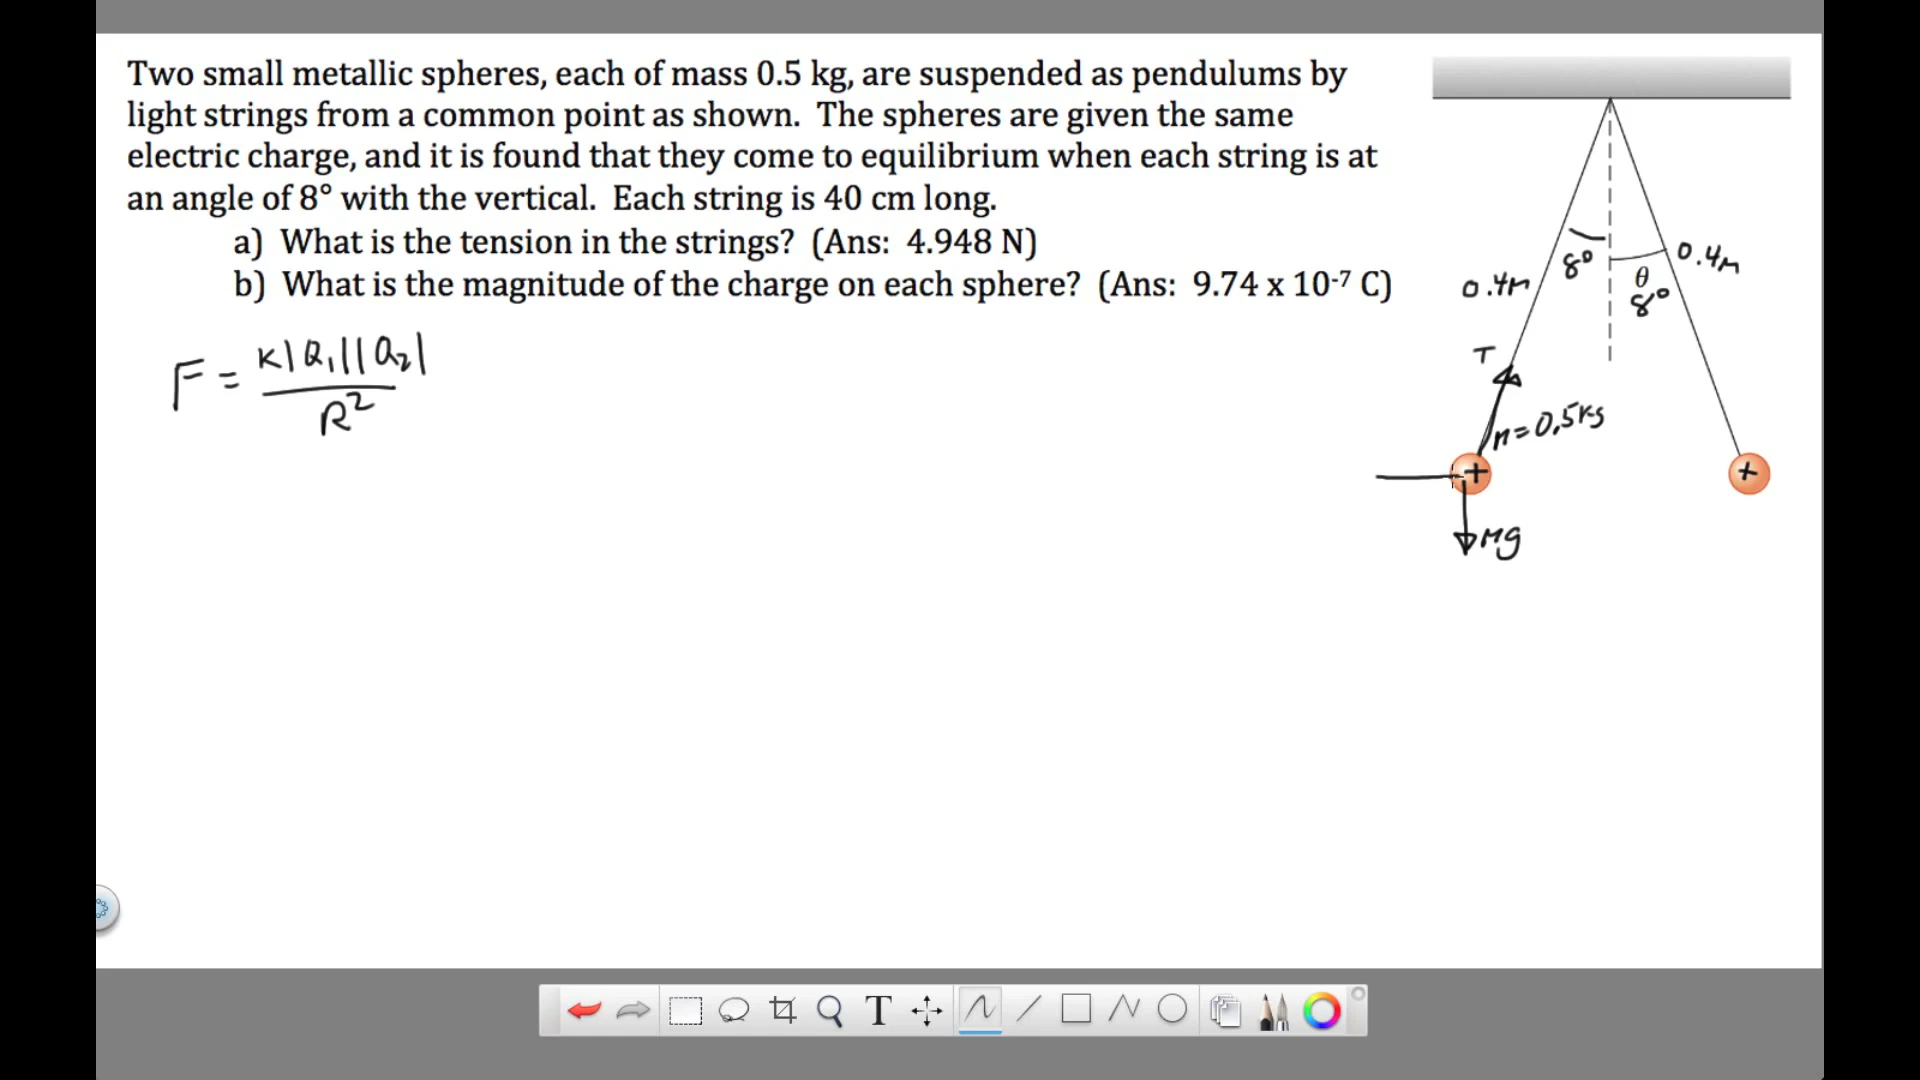 Two small metallic spheres, each of mass 0.5 kg, are suspended as pendulums by
light strings from a common point as shown. The spheres are given the same
electric charge, and it is found that they come to equilibrium when each string is at
an angle of 8° with the vertical. Each string is 40 cm long.
a) What is the tension in the strings? (Ans: 4.948 N)
b) What is the magnitude of the charge on each sphere? (Ans: 9.74 x 10⁻⁷ C)
F = K|Q₁||Q₂| / R²
8°
0.4m
θ
8°
0.4m
T
m=0.5kg
+
+
Mg
T